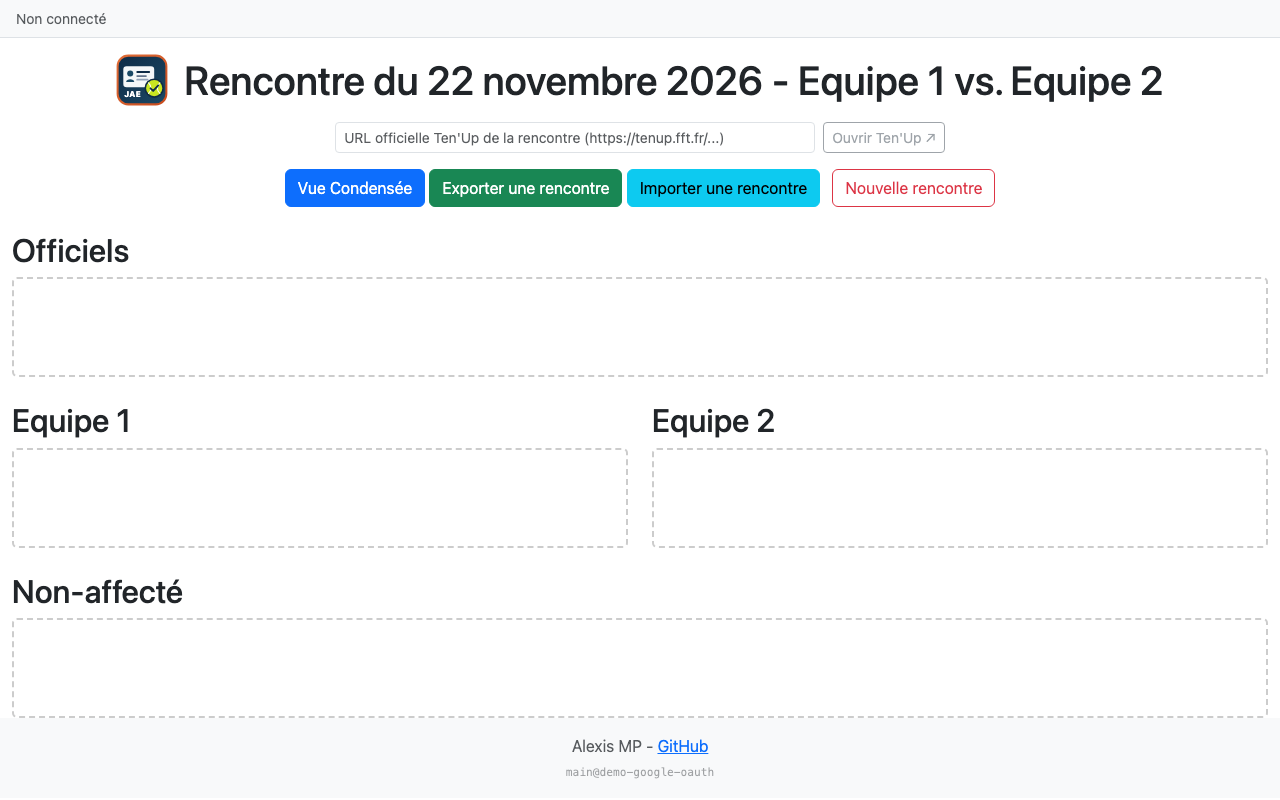 Non connecté
JAE
Rencontre du 22 novembre 2026 - Equipe 1 vs. Equipe 2
URL officielle Ten'Up de la rencontre (https://tenup.fft.fr/...)
Ouvrir Ten'Up ↗
Vue Condensée
Exporter une rencontre
Importer une rencontre
Nouvelle rencontre
Officiels
Equipe 1
Equipe 2
Non-affecté
Alexis MP - GitHub
main@demo-google-oauth